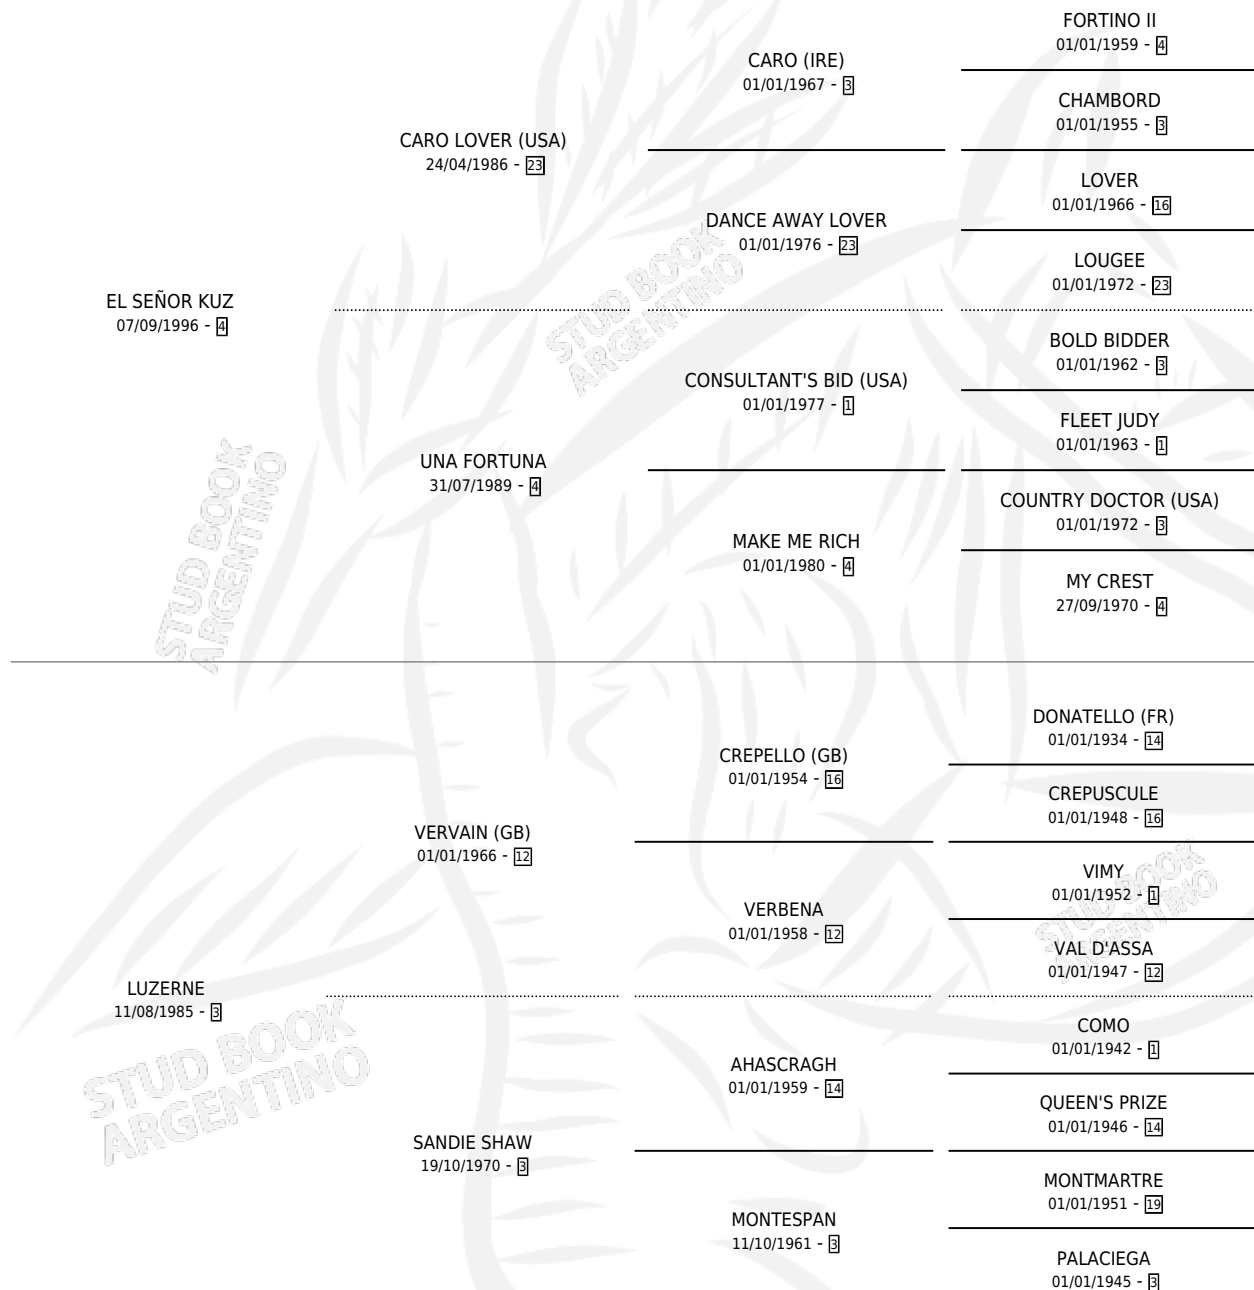 FORTINO II
01/01/1959 - 4
CARO (IRE)
01/01/1967 - 3
CHAMBORD
01/01/1955 - 3
CARO LOVER (USA)
24/04/1986 - 23
LOVER
01/01/1966 - 16
DANCE AWAY LOVER
01/01/1976 - 23
LOUGEE
01/01/1972 - 23
EL SEÑOR KUZ
07/09/1996 - 4
BOLD BIDDER
01/01/1962 - 3
CONSULTANT'S BID (USA)
01/01/1977 - 1
FLEET JUDY
01/01/1963 - 1
UNA FORTUNA
31/07/1989 - 4
COUNTRY DOCTOR (USA)
01/01/1972 - 3
MAKE ME RICH
01/01/1980 - 4
MY CREST
27/09/1970 - 4
DONATELLO (FR)
01/01/1934 - 14
CREPELLO (GB)
01/01/1954 - 16
CREPUSCULE
01/01/1948 - 16
VERVAIN (GB)
01/01/1966 - 12
VIMY
01/01/1952 - 1
VERBENA
01/01/1958 - 12
VAL D'ASSA
01/01/1947 - 12
LUZERNE
11/08/1985 - 3
COMO
01/01/1942 - 1
AHASCRAGH
01/01/1959 - 14
QUEEN'S PRIZE
01/01/1946 - 14
SANDIE SHAW
19/10/1970 - 3
MONTMARTRE
01/01/1951 - 19
MONTESPAN
11/10/1961 - 3
PALACIEGA
01/01/1945 - 3
STUD BOOK
ARGENTINO
STUD BOOK
ARGENTINO
STUD BOOK
ARGENTINO
STUD BOOK
ARGENTINO